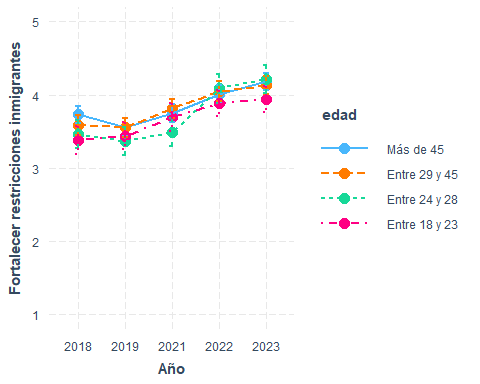 Fortalecer restricciones inmigrantes
5
4
3
2
1
2018 2019 2021 2022 2023
Año
edad
Más de 45
Entre 29 y 45
Entre 24 y 28
Entre 18 y 23